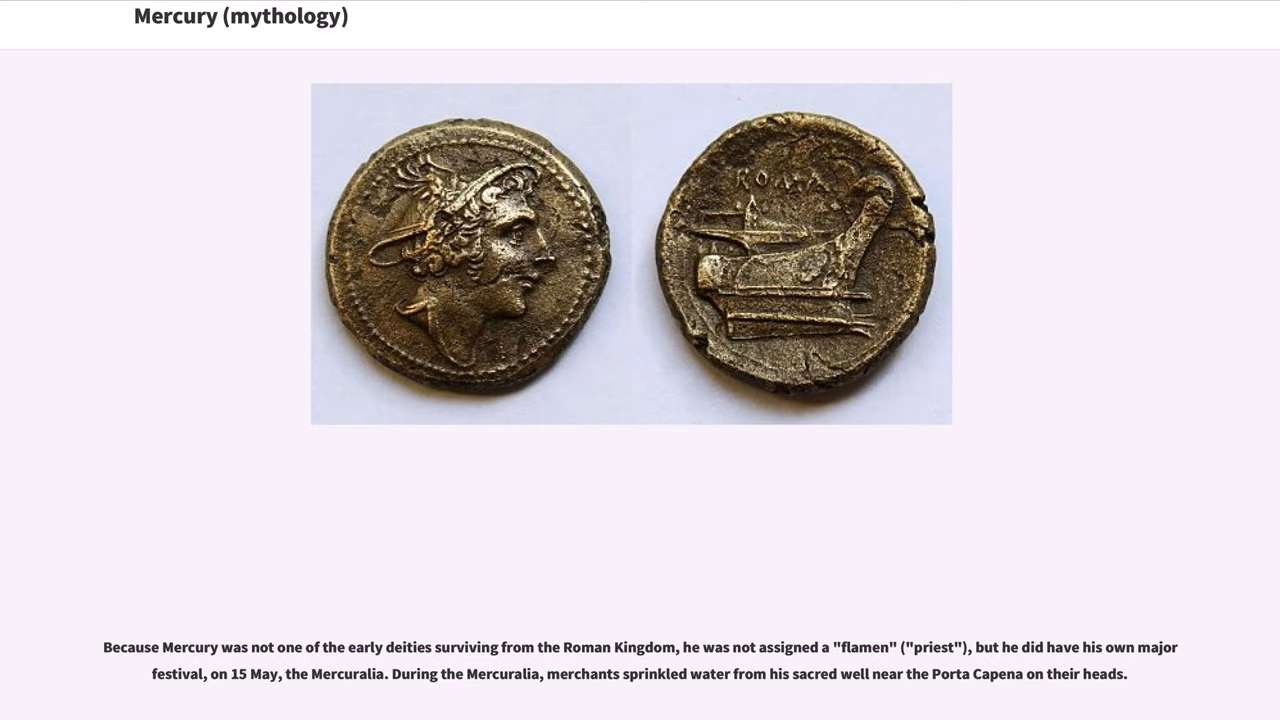 Mercury (mythology)
ROMA
Because Mercury was not one of the early deities surviving from the Roman Kingdom, he was not assigned a "flamen" ("priest"), but he did have his own major
festival, on 15 May, the Mercuralia. During the Mercuralia, merchants sprinkled water from his sacred well near the Porta Capena on their heads.